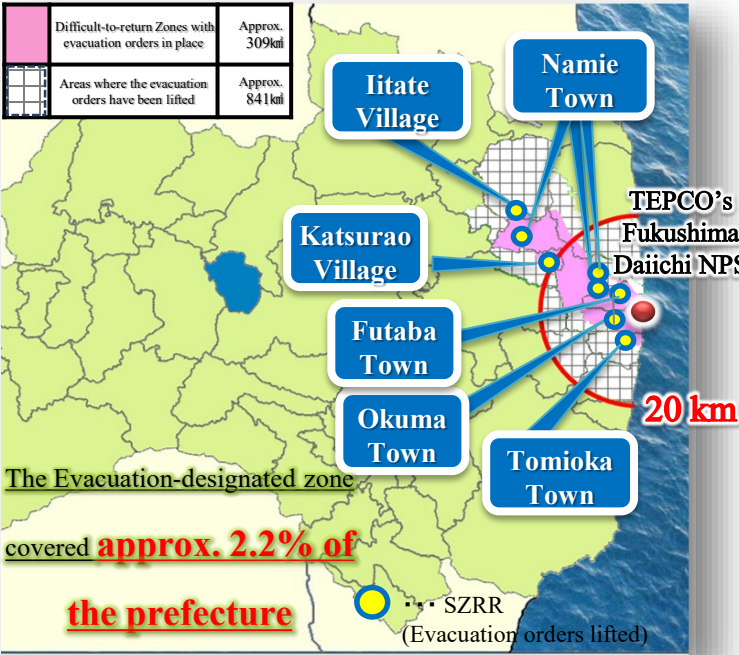 Difficult-to-return Zones with
evacuation orders in place
Approx.
309㎢
Areas where the evacuation
orders have been lifted
Approx.
841㎢
Iitate
Village
Namie
Town
TEPCO’s
Fukushima
Daiichi NPS
Katsurao
Village
Futaba
Town
Okuma
Town
20 km
Tomioka
Town
The Evacuation-designated zone
covered approx. 2.2% of
the prefecture
･･･ SZRR
(Evacuation orders lifted)